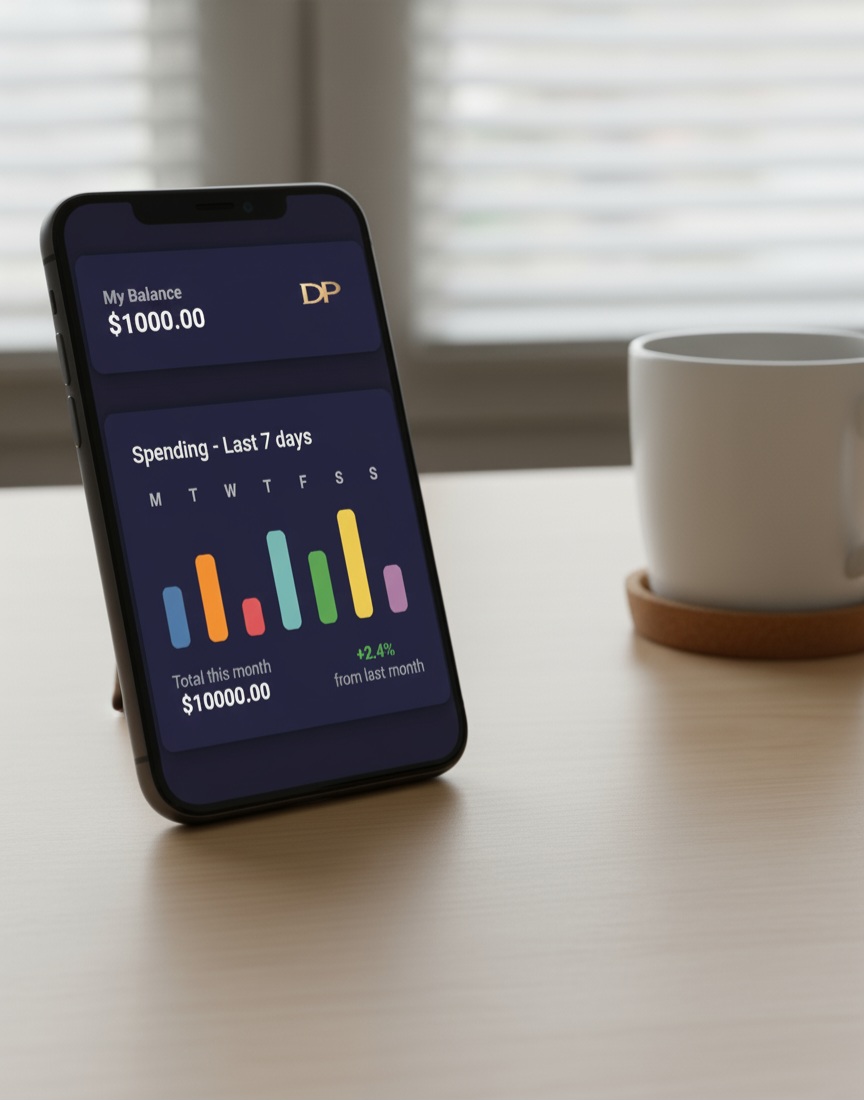 My Balance
$1000.00
DP
Spending - Last 7 days
M T W T F S S
Total this month
$10000.00
+2.4%
from last month